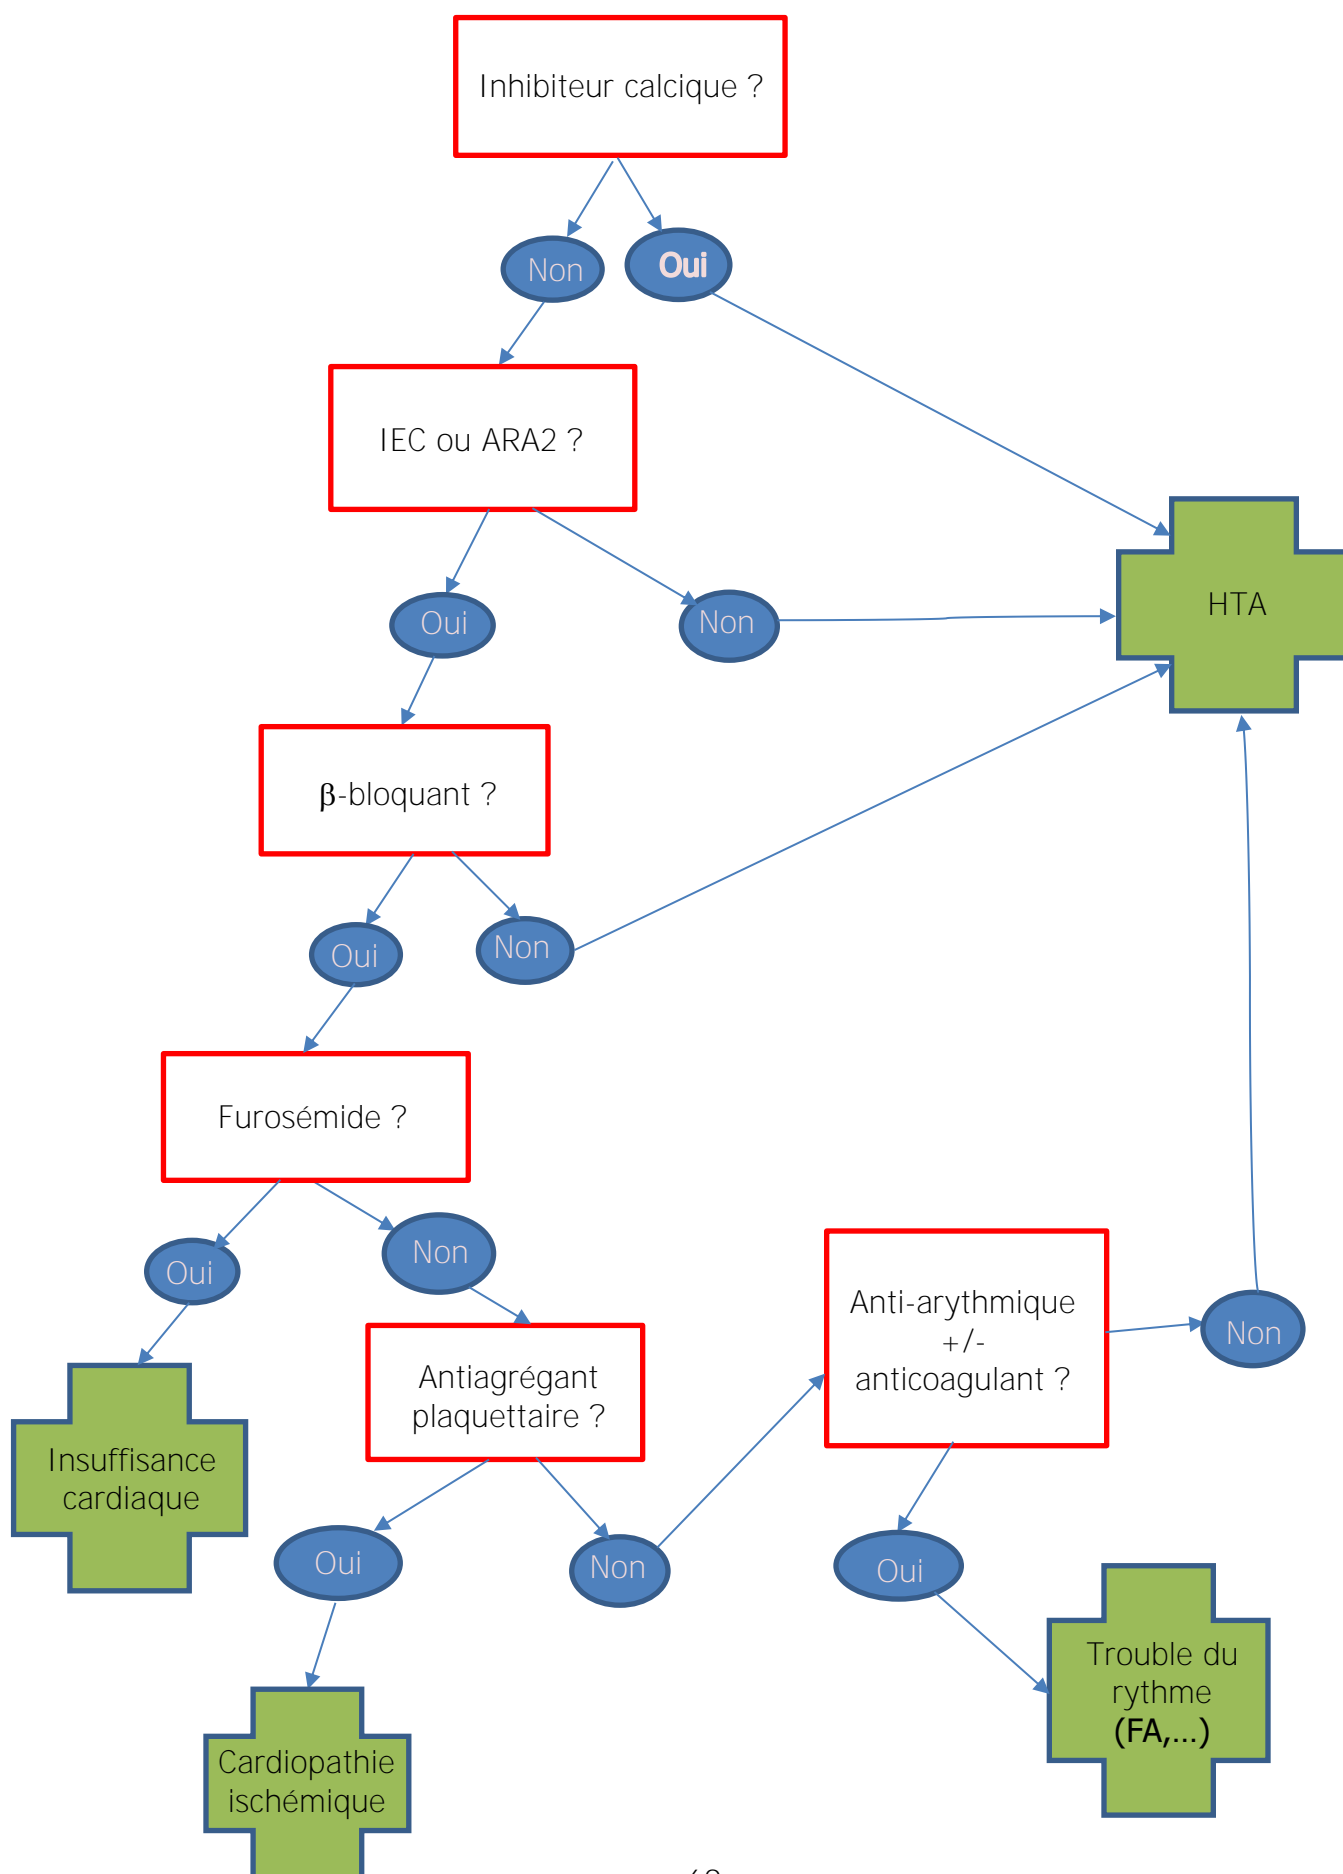 Inhibiteur calcique ?
Non
Oui
IEC ou ARA2 ?
HTA
Oui
Non
β-bloquant ?
Oui
Non
Furosémide ?
Oui
Non
Anti-arythmique
+/-
anticoagulant ?
Non
Antiagrégant
plaquettaire ?
Insuffisance
cardiaque
Oui
Non
Oui
Trouble du
rythme
(FA,...)
Cardiopathie
ischémique